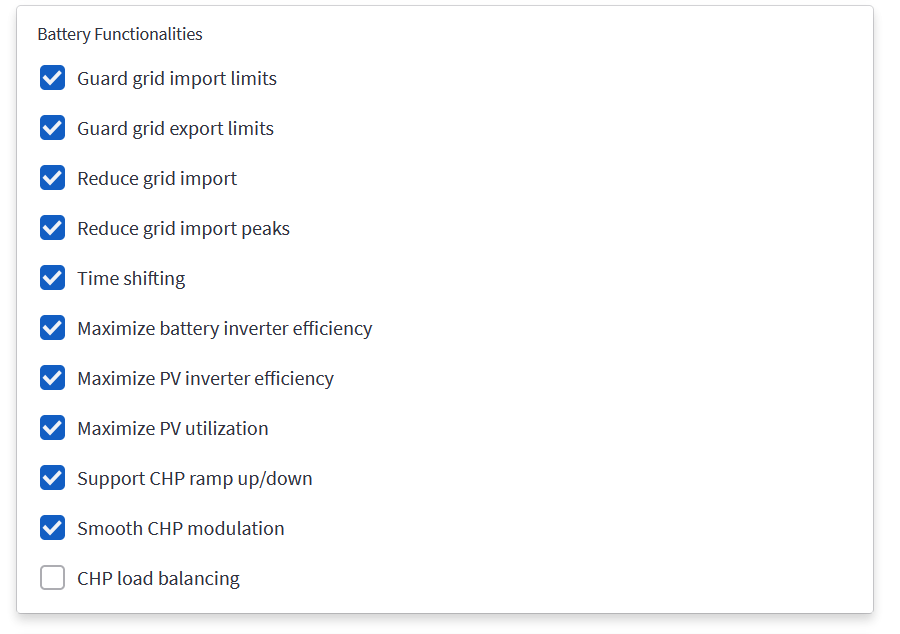 Battery Functionalities
Guard grid import limits
Guard grid export limits
Reduce grid import
Reduce grid import peaks
Time shifting
Maximize battery inverter efficiency
Maximize PV inverter efficiency
Maximize PV utilization
Support CHP ramp up/down
Smooth CHP modulation
CHP load balancing